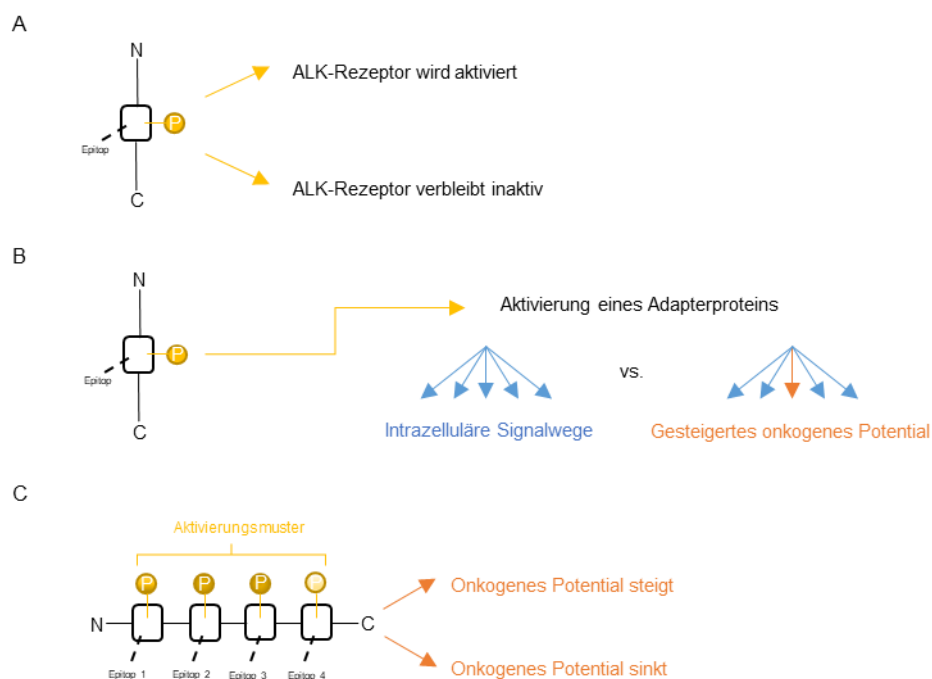 A
N
ALK-Rezeptor wird aktiviert
P
Epitop
ALK-Rezeptor verbleibt inaktiv
C
B
N
Aktivierung eines Adapterproteins
P
vs.
Epitop
C
Intrazelluläre Signalwege
Gesteigertes onkogenes Potential
C
Aktivierungsmuster
P P P P
Onkogenes Potential steigt
N C
Epitop 1 Epitop 2 Epitop 3 Epitop 4
Onkogenes Potential sinkt